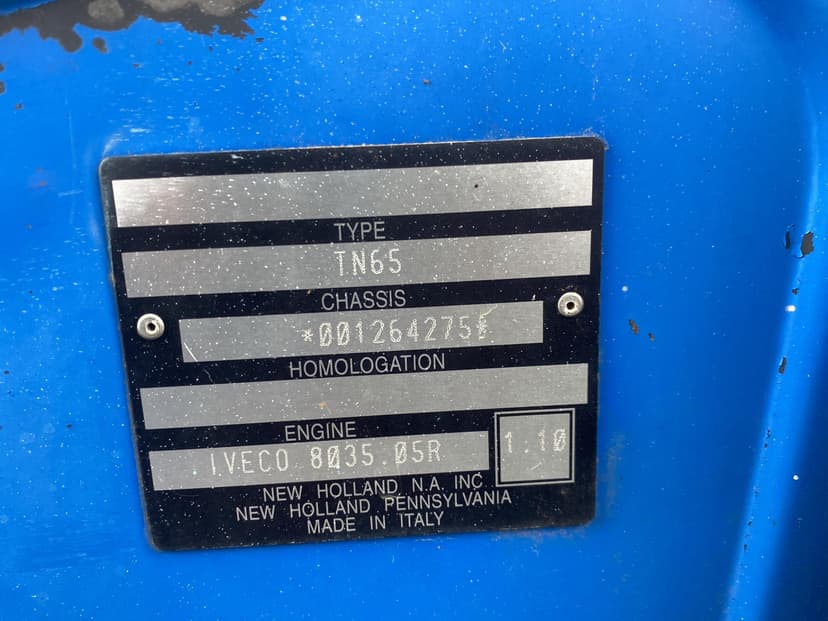 TYPE
TN65
CHASSIS
*001264275*
HOMOLOGATION
ENGINE
IVECO 8035.05R
1:10
NEW HOLLAND N.A. INC
NEW HOLLAND PENNSYLVANIA
MADE IN ITALY